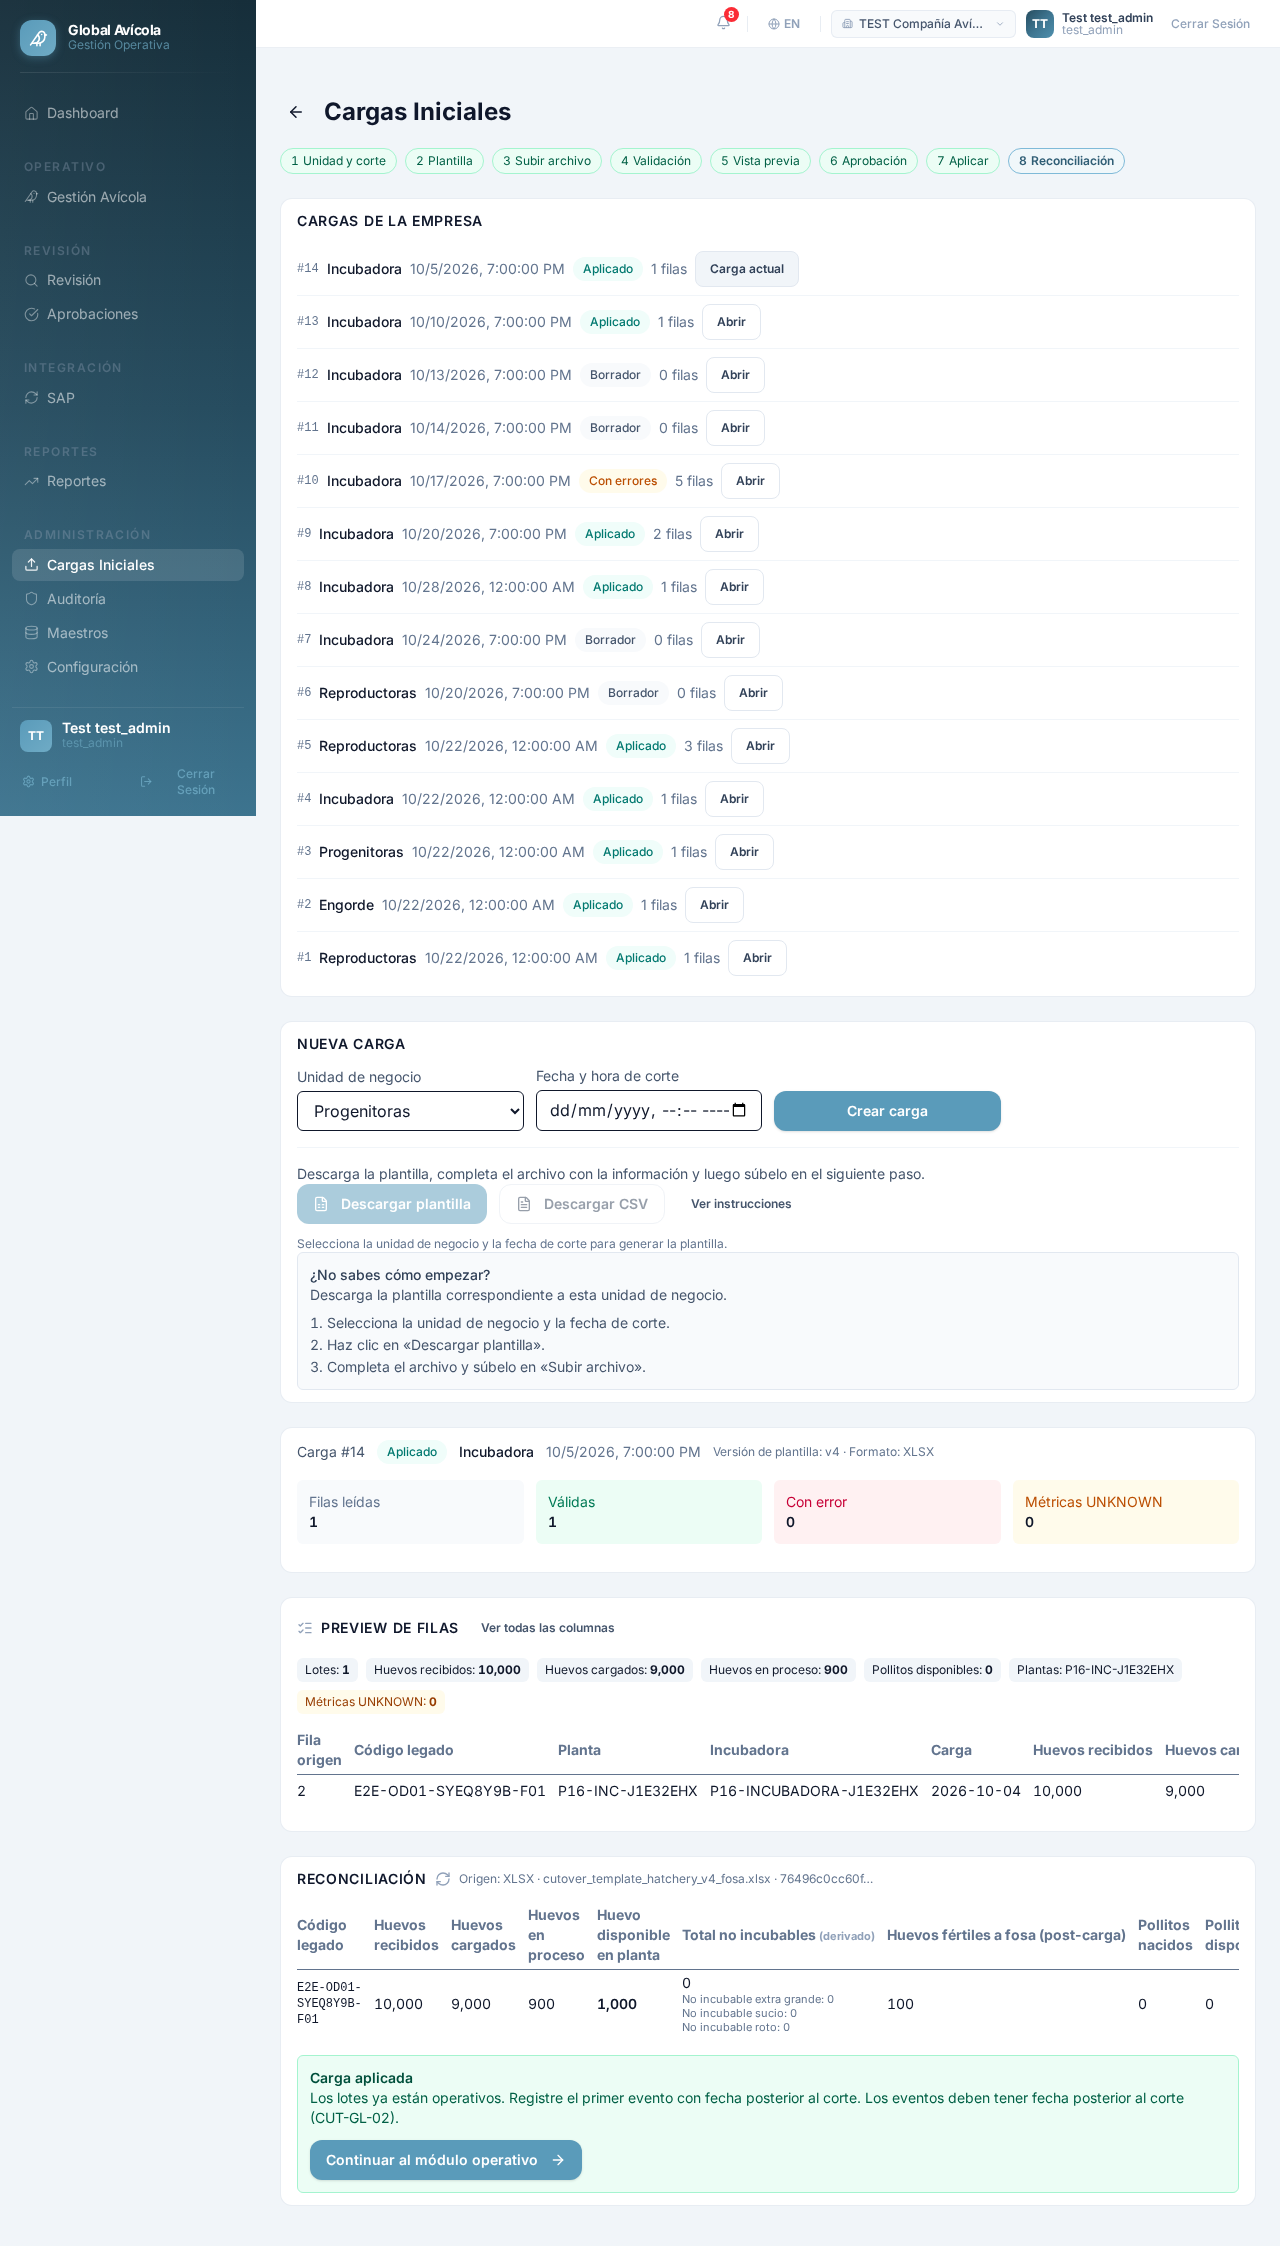 Global Avícola
Gestión Operativa
8
EN
TEST Compañía Aví...
TT
Test test_admin
test_admin
Cerrar Sesión
Dashboard
OPERATIVO
Gestión Avícola
REVISIÓN
Revisión
Aprobaciones
INTEGRACIÓN
SAP
REPORTES
Reportes
ADMINISTRACIÓN
Cargas Iniciales
Auditoría
Maestros
Configuración
TT
Test test_admin
test_admin
Perfil
Cerrar
Sesión
Cargas Iniciales
1 Unidad y corte
2 Plantilla
3 Subir archivo
4 Validación
5 Vista previa
6 Aprobación
7 Aplicar
8 Reconciliación
CARGAS DE LA EMPRESA
#14 Incubadora 10/5/2026, 7:00:00 PM Aplicado 1 filas Carga actual
#13 Incubadora 10/10/2026, 7:00:00 PM Aplicado 1 filas Abrir
#12 Incubadora 10/13/2026, 7:00:00 PM Borrador 0 filas Abrir
#11 Incubadora 10/14/2026, 7:00:00 PM Borrador 0 filas Abrir
#10 Incubadora 10/17/2026, 7:00:00 PM Con errores 5 filas Abrir
#9 Incubadora 10/20/2026, 7:00:00 PM Aplicado 2 filas Abrir
#8 Incubadora 10/28/2026, 12:00:00 AM Aplicado 1 filas Abrir
#7 Incubadora 10/24/2026, 7:00:00 PM Borrador 0 filas Abrir
#6 Reproductoras 10/20/2026, 7:00:00 PM Borrador 0 filas Abrir
#5 Reproductoras 10/22/2026, 12:00:00 AM Aplicado 3 filas Abrir
#4 Incubadora 10/22/2026, 12:00:00 AM Aplicado 1 filas Abrir
#3 Progenitoras 10/22/2026, 12:00:00 AM Aplicado 1 filas Abrir
#2 Engorde 10/22/2026, 12:00:00 AM Aplicado 1 filas Abrir
#1 Reproductoras 10/22/2026, 12:00:00 AM Aplicado 1 filas Abrir
NUEVA CARGA
Unidad de negocio
Fecha y hora de corte
Progenitoras
dd/mm/yyyy, --:-- ----
Crear carga
Descarga la plantilla, completa el archivo con la información y luego súbelo en el siguiente paso.
Descargar plantilla
Descargar CSV
Ver instrucciones
Selecciona la unidad de negocio y la fecha de corte para generar la plantilla.
¿No sabes cómo empezar?
Descarga la plantilla correspondiente a esta unidad de negocio.
1. Selecciona la unidad de negocio y la fecha de corte.
2. Haz clic en «Descargar plantilla».
3. Completa el archivo y súbelo en «Subir archivo».
Carga #14 Aplicado Incubadora 10/5/2026, 7:00:00 PM Versión de plantilla: v4 · Formato: XLSX
Filas leídas
1
Válidas
1
Con error
0
Métricas UNKNOWN
0
PREVIEW DE FILAS Ver todas las columnas
Lotes: 1
Huevos recibidos: 10,000
Huevos cargados: 9,000
Huevos en proceso: 900
Pollitos disponibles: 0
Plantas: P16-INC-J1E32EHX
Métricas UNKNOWN: 0
Fila origen Código legado Planta Incubadora Carga Huevos recibidos Huevos car
2 E2E-OD01-SYEQ8Y9B-F01 P16-INC-J1E32EHX P16-INCUBADORA-J1E32EHX 2026-10-04 10,000 9,000
RECONCILIACIÓN Origen: XLSX · cutover_template_hatchery_v4_fosa.xlsx · 76496c0cc60f...
Código legado
Huevos recibidos
Huevos cargados
Huevos en proceso
Huevo disponible en planta
Total no incubables (derivado)
Huevos fértiles a fosa (post-carga)
Pollitos nacidos
Pollit
dispo
E2E-OD01-
SYEQ8Y9B-
F01
10,000
9,000
900
1,000
0
No incubable extra grande: 0
No incubable sucio: 0
No incubable roto: 0
100
0
0
Carga aplicada
Los lotes ya están operativos. Registre el primer evento con fecha posterior al corte. Los eventos deben tener fecha posterior al corte
(CUT-GL-02).
Continuar al módulo operativo